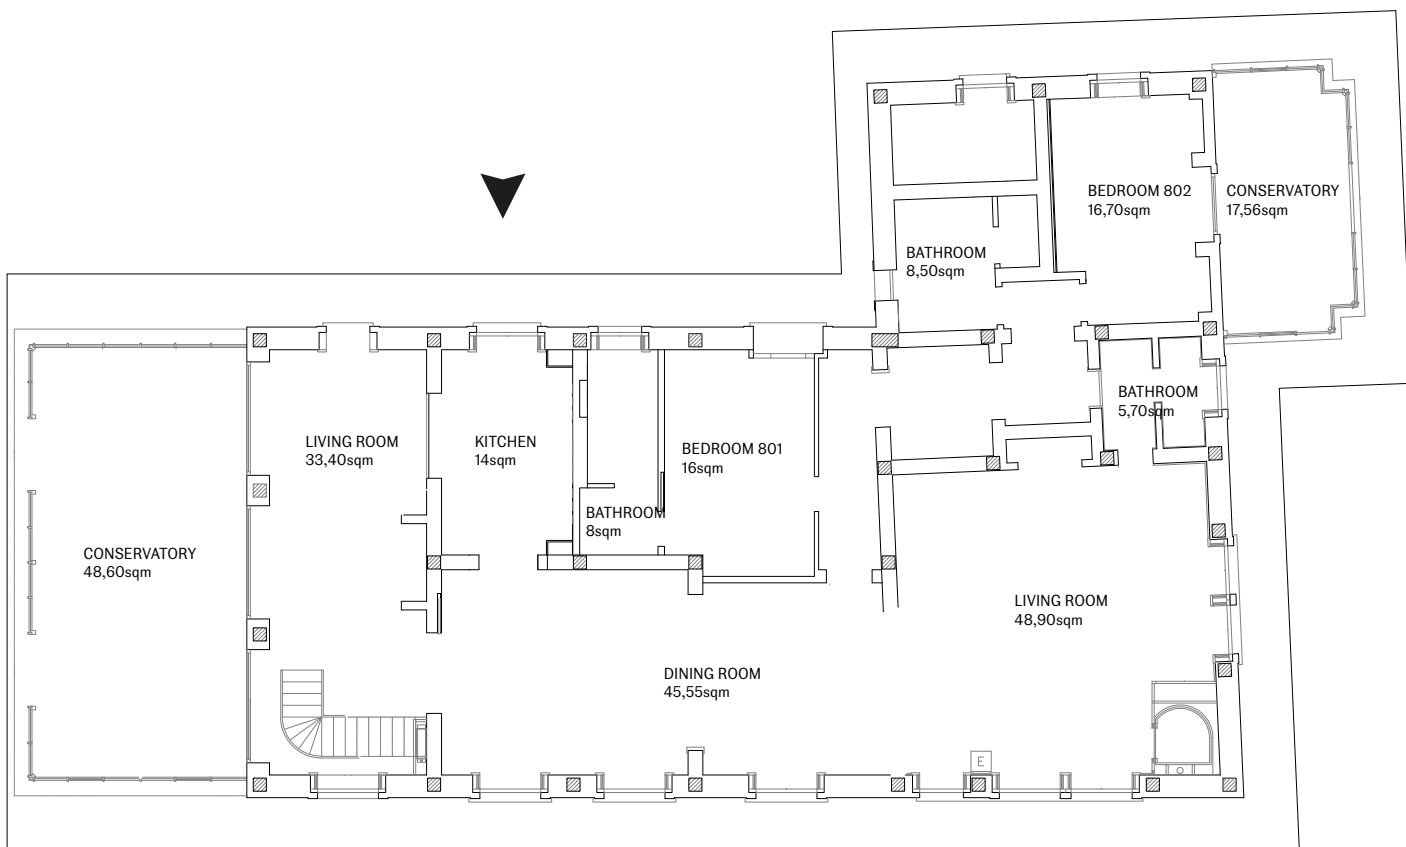 BEDROOM 802
16,70sqm
CONSERVATORY
17,56sqm
BATHROOM
8,50sqm
BATHROOM
5,70sqm
LIVING ROOM
33,40sqm
KITCHEN
14sqm
BEDROOM 801
16sqm
BATHROOM
8sqm
CONSERVATORY
48,60sqm
LIVING ROOM
48,90sqm
DINING ROOM
45,55sqm
E